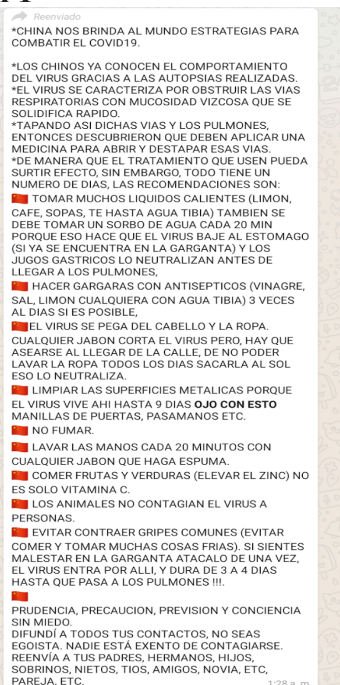 Reenviado
*CHINA NOS BRINDA AL MUNDO ESTRATEGIAS PARA
COMBATIR EL COVID19.
*LOS CHINOS YA CONOCEN EL COMPORTAMIENTO
DEL VIRUS GRACIAS A LAS AUTOPSIAS REALIZADAS.
*EL VIRUS SE CARACTERIZA POR OBSTRUIR LAS VIAS
RESPIRATORIAS CON MUCOSIDAD VIZCOSA QUE SE
SOLIDIFICA RAPIDO.
*TAPANDO ASI DICHAS VIAS Y LOS PULMONES,
ENTONCES DESCUBRIERON QUE DEBEN APLICAR UNA
MEDICINA PARA ABRIR Y DESTAPAR ESAS VIAS.
*DE MANERA QUE EL TRATAMIENTO QUE USEN PUEDA
SURTIR EFECTO, SIN EMBARGO, TODO TIENE UN
NUMERO DE DIAS, LAS RECOMENDACIONES SON:
🇨🇳 TOMAR MUCHOS LIQUIDOS CALIENTES (LIMON,
CAFE, SOPAS, TE HASTA AGUA TIBIA) TAMBIEN SE
DEBE TOMAR UN SORBO DE AGUA CADA 20 MIN
PORQUE ESO HACE QUE EL VIRUS BAJE AL ESTOMAGO
(SI YA SE ENCUENTRA EN LA GARGANTA) Y LOS
JUGOS GASTRICOS LO NEUTRALIZAN ANTES DE
LLEGAR A LOS PULMONES,
🇨🇳 HACER GARGARAS CON ANTISEPTICOS (VINAGRE,
SAL, LIMON CUALQUIERA CON AGUA TIBIA) 3 VECES
AL DIAS SI ES POSIBLE,
🇨🇳EL VIRUS SE PEGA DEL CABELLO Y LA ROPA.
CUALQUIER JABON CORTA EL VIRUS PERO, HAY QUE
ASEARSE AL LLEGAR DE LA CALLE, DE NO PODER
LAVAR LA ROPA TODOS LOS DIAS SACARLA AL SOL
ESO LO NEUTRALIZA.
🇨🇳 LIMPIAR LAS SUPERFICIES METALICAS PORQUE
EL VIRUS VIVE AHI HASTA 9 DIAS OJO CON ESTO
MANILLAS DE PUERTAS, PASAMANOS ETC.
🇨🇳 NO FUMAR.
🇨🇳 LAVAR LAS MANOS CADA 20 MINUTOS CON
CUALQUIER JABON QUE HAGA ESPUMA.
🇨🇳 COMER FRUTAS Y VERDURAS (ELEVAR EL ZINC) NO
ES SOLO VITAMINA C.
🇨🇳 LOS ANIMALES NO CONTAGIAN EL VIRUS A
PERSONAS.
🇨🇳 EVITAR CONTRAER GRIPES COMUNES (EVITAR
COMER Y TOMAR MUCHAS COSAS FRIAS). SI SIENTES
MALESTAR EN LA GARGANTA ATACALO DE UNA VEZ,
EL VIRUS ENTRA POR ALLI, Y DURA DE 3 A 4 DIAS
HASTA QUE PASA A LOS PULMONES !!!.
🇨🇳
PRUDENCIA, PRECAUCION, PREVISION Y CONCIENCIA
SIN MIEDO.
DIFUNDÍ A TODOS TUS CONTACTOS, NO SEAS
EGOISTA. NADIE ESTÁ EXENTO DE CONTAGIARSE.
REENVÍA A TUS PADRES, HERMANOS, HIJOS,
SOBRINOS, NIETOS, TIOS, AMIGOS, NOVIA, ETC,
PAREJA, ETC. 1:28 a. m.